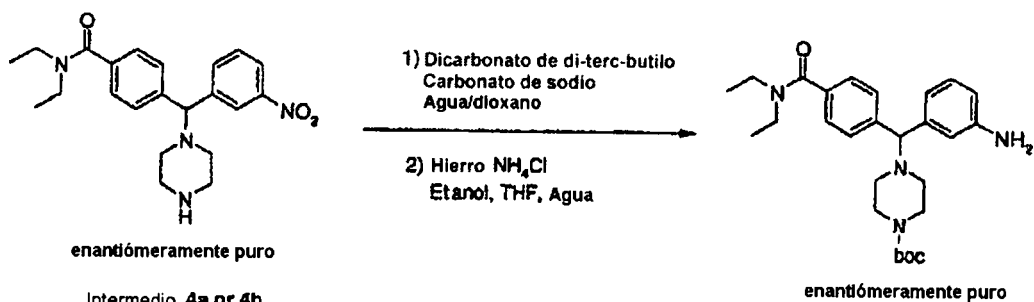 O
N
NO2
N
N
H
enantiómeramente puro
Intermedio 4a or 4b
1) Dicarbonato de di-terc-butilo
Carbonato de sodio
Agua/dioxano
2) Hierro NH4Cl
Etanol, THF, Agua
O
N
NH2
N
N
boc
enantiómeramente puro